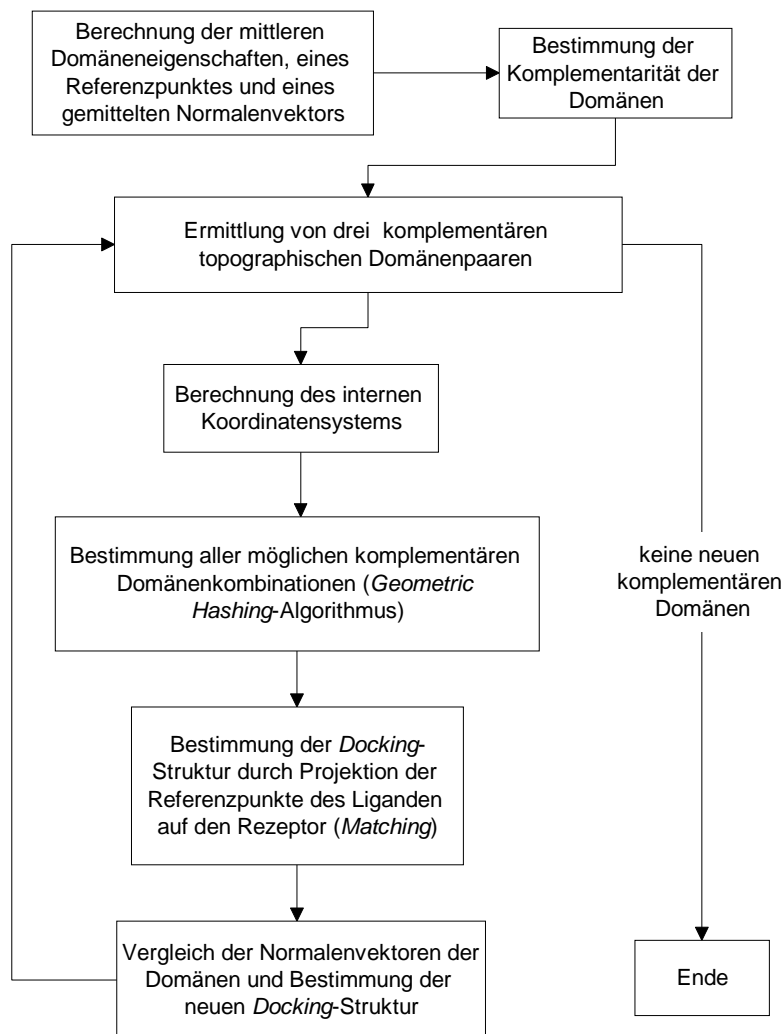 Berechnung der mittleren
Domäneneigenschaften, eines
Referenzpunktes und eines
gemittelten Normalenvektors
Bestimmung der
Komplementarität der
Domänen
Ermittlung von drei komplementären
topographischen Domänenpaaren
Berechnung des internen
Koordinatensystems
Bestimmung aller möglichen komplementären
Domänenkombinationen (Geometric
Hashing-Algorithmus)
keine neuen
komplementären
Domänen
Bestimmung der Docking-
Struktur durch Projektion der
Referenzpunkte des Liganden
auf den Rezeptor (Matching)
Vergleich der Normalenvektoren der
Domänen und Bestimmung der
neuen Docking-Struktur
Ende